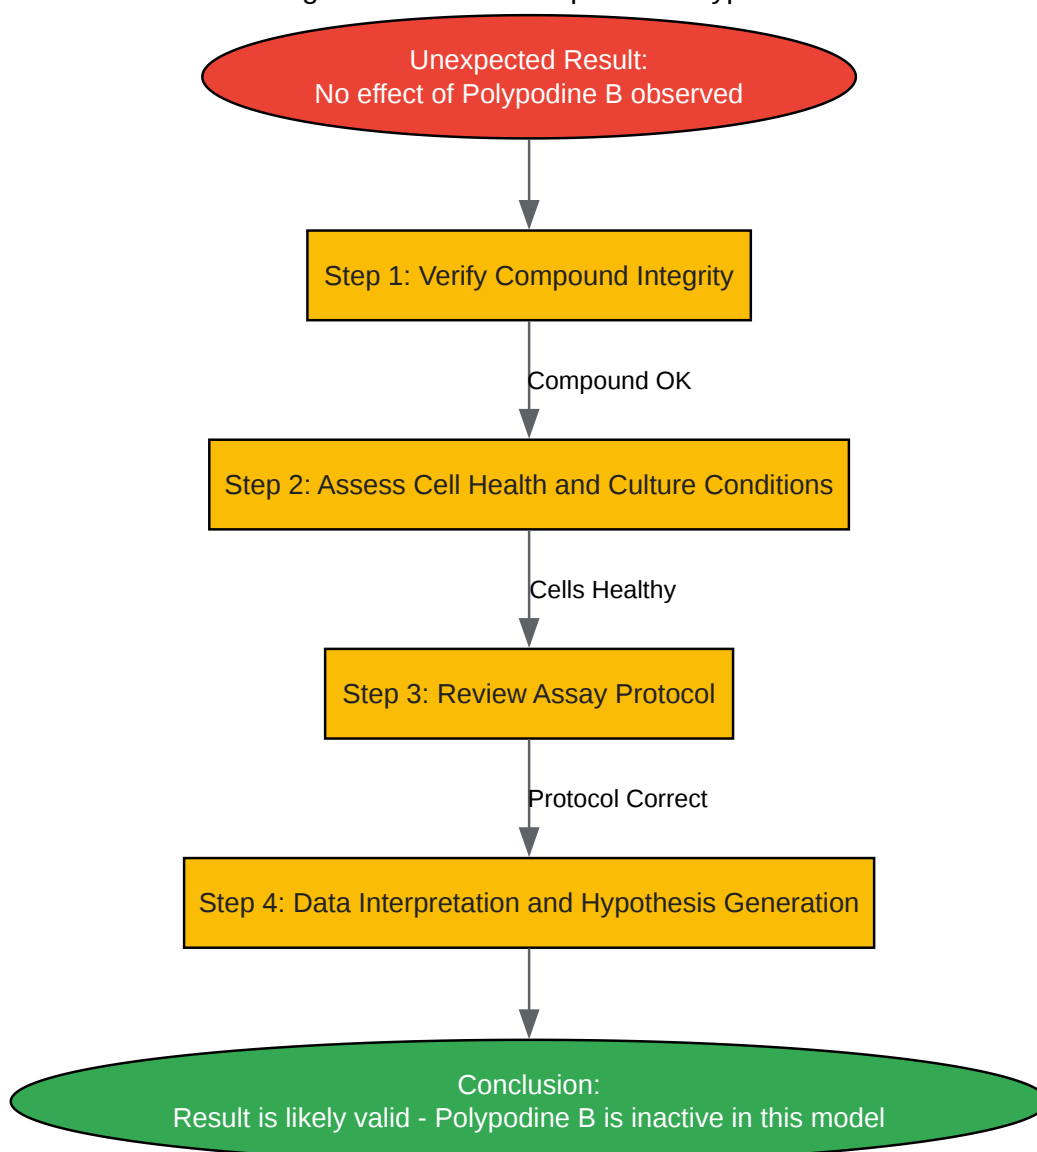 Unexpected Result:
No effect of Polypodine B observed
Step 1: Verify Compound Integrity
Compound OK
Step 2: Assess Cell Health and Culture Conditions
Cells Healthy
Step 3: Review Assay Protocol
Protocol Correct
Step 4: Data Interpretation and Hypothesis Generation
Conclusion:
Result is likely valid - Polypodine B is inactive in this model